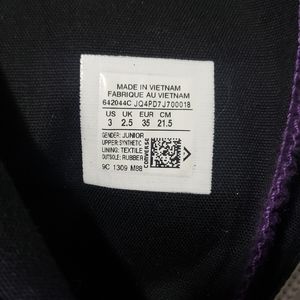 MADE IN VIETNAM
FABRIQUE AU VIETNAM
642044C JQ4PD7J700018
US UK EUR CM
3 2.5 35 21.5
GENDER: JUNIOR
UPPER: SYNTHETIC
LINING: TEXTILE
OUTSOLE: RUBBER
CONVERSE
9C 1309 M88